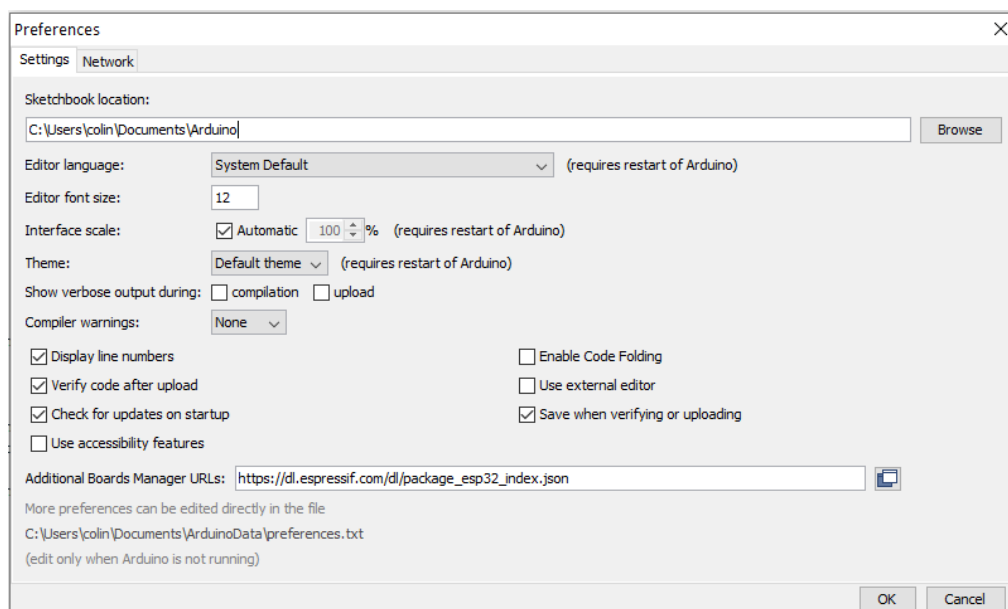 Preferences
Settings Network
Sketchbook location:
C:\Users\colin\Documents\Arduino Browse
Editor language: System Default (requires restart of Arduino)
Editor font size: 12
Interface scale: Automatic 100 % (requires restart of Arduino)
Theme: Default theme (requires restart of Arduino)
Show verbose output during: compilation upload
Compiler warnings: None
Display line numbers Enable Code Folding
Verify code after upload Use external editor
Check for updates on startup Save when verifying or uploading
Use accessibility features
Additional Boards Manager URLs: https://dl.espressif.com/dl/package_esp32_index.json
More preferences can be edited directly in the file
C:\Users\colin\Documents\ArduinoData\preferences.txt
(edit only when Arduino is not running)
OK Cancel